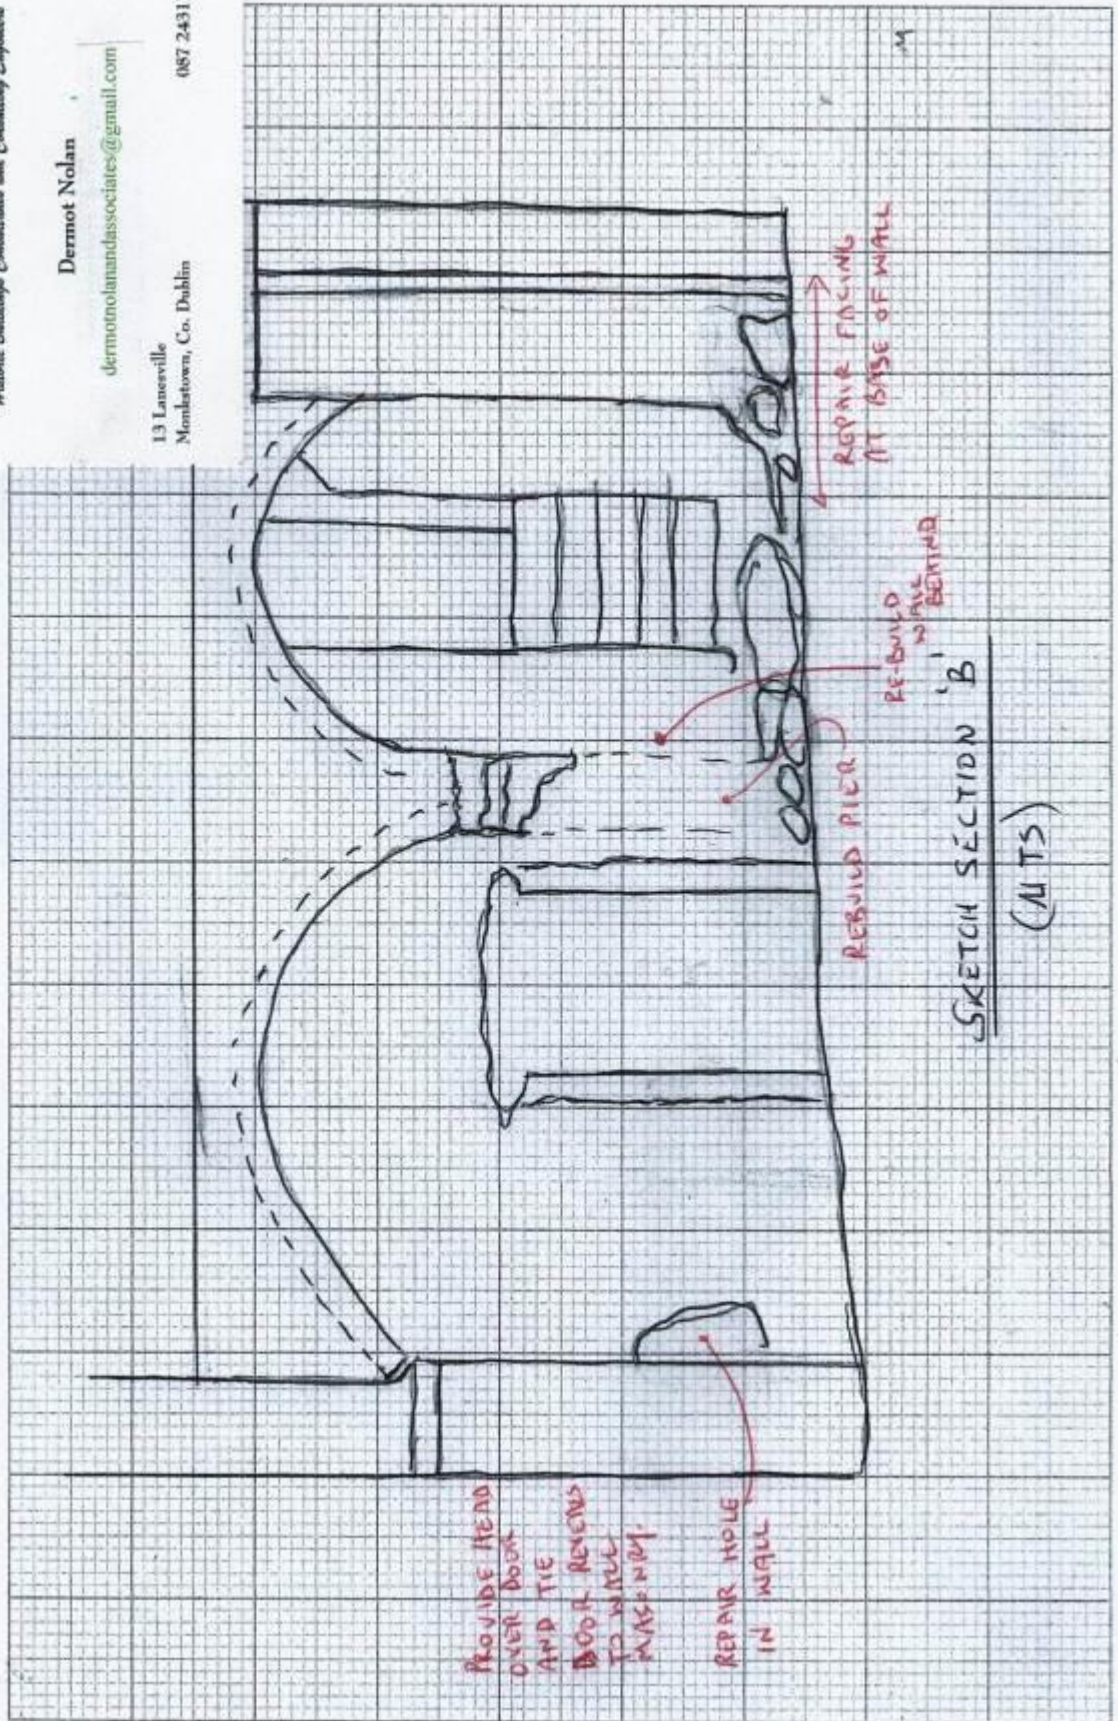 Dermot Nolan
dermotnolanandassociates@gmail.com
13 Lanesville
Monkstown, Co. Dublin
087 2431
PROVIDE HEAD
OVER DOOR
AND TIE
DOOR REVEALS
TO WALL
MASONRY.
REPAIR HOLE
IN WALL
REBUILD PIER
RE-BUILD
WALL
BEHIND
REPAIR FACING
AT BASE OF WALL
SKETCH SECTION 'B'
(NTS)